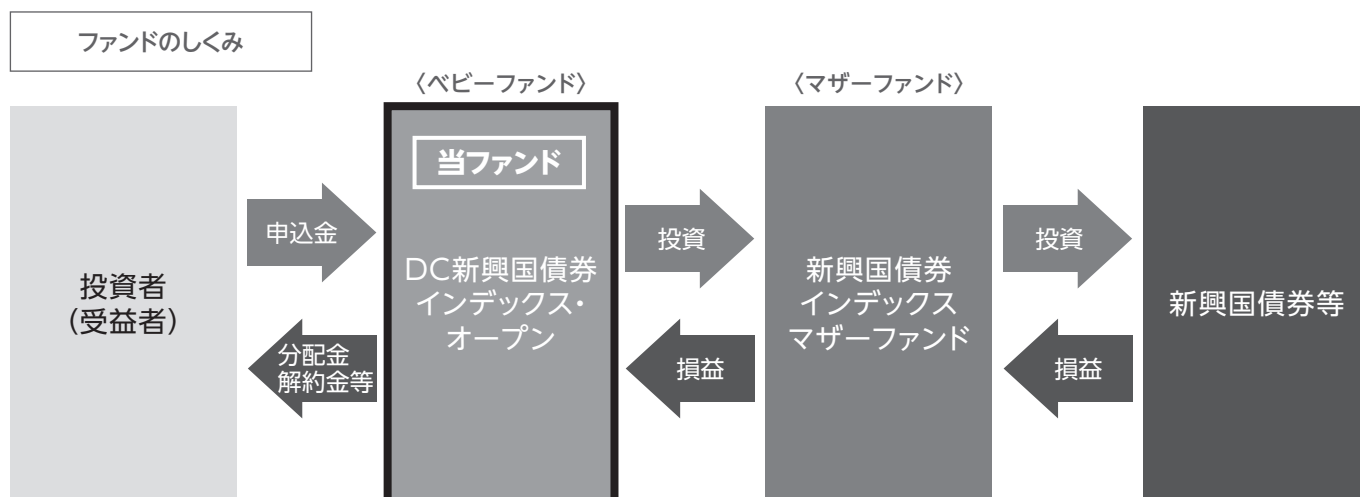 ファンドのしくみ
〈ベビーファンド〉
〈マザーファンド〉
投資者
(受益者)
申込金
分配金
解約金等
当ファンド
DC新興国債券
インデックス・
オープン
投資
損益
新興国債券
インデックス
マザーファンド
投資
損益
新興国債券等